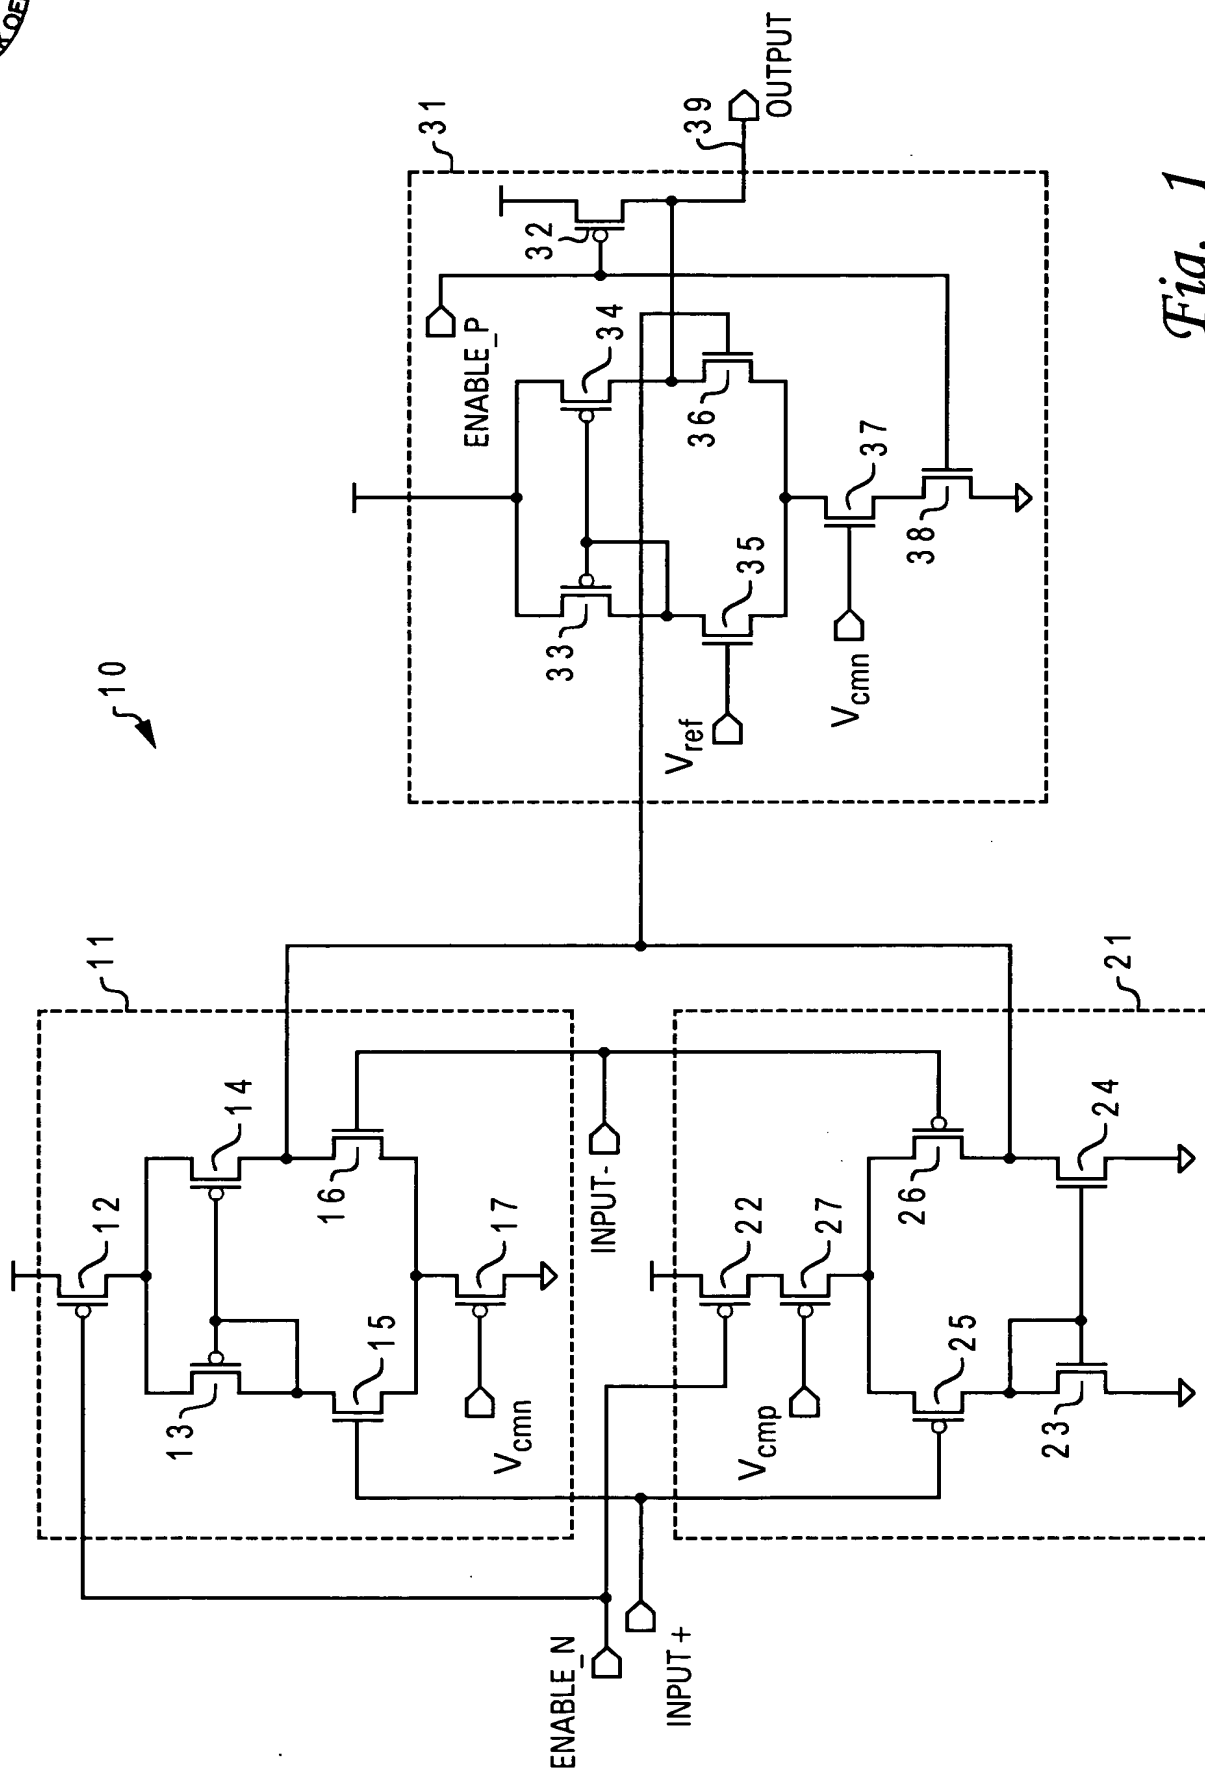 10
11
12
13
14
15
16
17
Vcmn
ENABLE_N
INPUT+
INPUT-
21
22
27
Vcmp
25
26
23
24
31
ENABLE_P
32
33
34
35
36
Vref
Vcmn
37
38
39
OUTPUT
Fig. 1